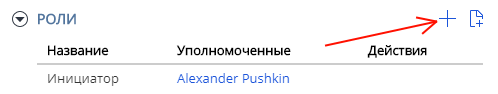 РОЛИ
Название Уполномоченные Действия
Инициатор Alexander Pushkin